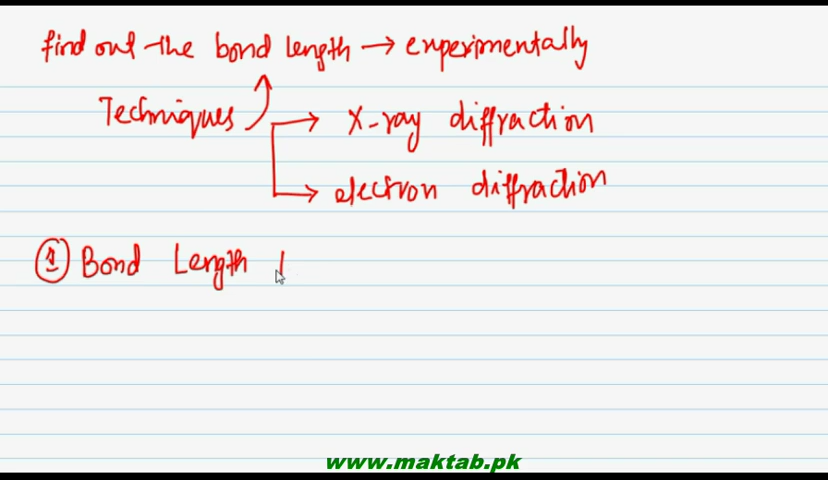 find out the bond length → experimentally
Techniques → X-ray diffraction
→ electron diffraction
① Bond Length
www.maktab.pk